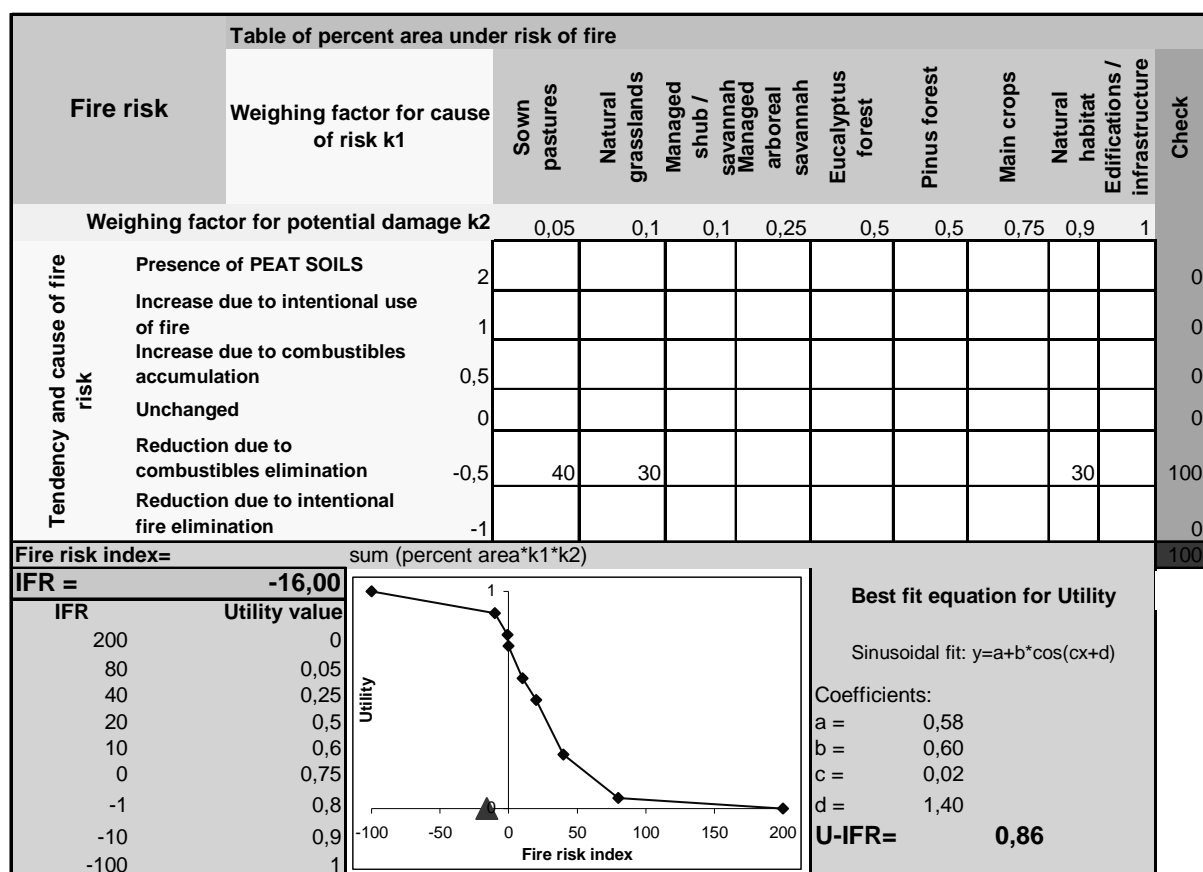 Table of percent area under risk of fire
Fire risk
Weighing factor for cause
of risk k1
Sown
pastures
Natural
grasslands
Managed
shub /
savannah
Managed
arboreal
savannah
Eucalyptus
forest
Pinus forest
Main crops
Natural
habitat
Edifications /
infrastructure
Check
Weighing factor for potential damage k2 0,05 0,1 0,1 0,25 0,5 0,5 0,75 0,9 1
Tendency and cause of fire
risk
Presence of PEAT SOILS 2 0
Increase due to intentional use
of fire 1 0
Increase due to combustibles
accumulation 0,5 0
Unchanged 0 0
Reduction due to
combustibles elimination -0,5 40 30 30 100
Reduction due to intentional
fire elimination -1 0
Fire risk index= sum (percent area*k1*k2) 100
IFR = -16,00
IFR Utility value
200 0
80 0,05
40 0,25
20 0,5
10 0,6
0 0,75
-1 0,8
-10 0,9
-100 1
1
Utility
0
-100 -50 0 50 100 150 200
Fire risk index
Best fit equation for Utility
Sinusoidal fit: y=a+b*cos(cx+d)
Coefficients:
a = 0,58
b = 0,60
c = 0,02
d = 1,40
U-IFR= 0,86